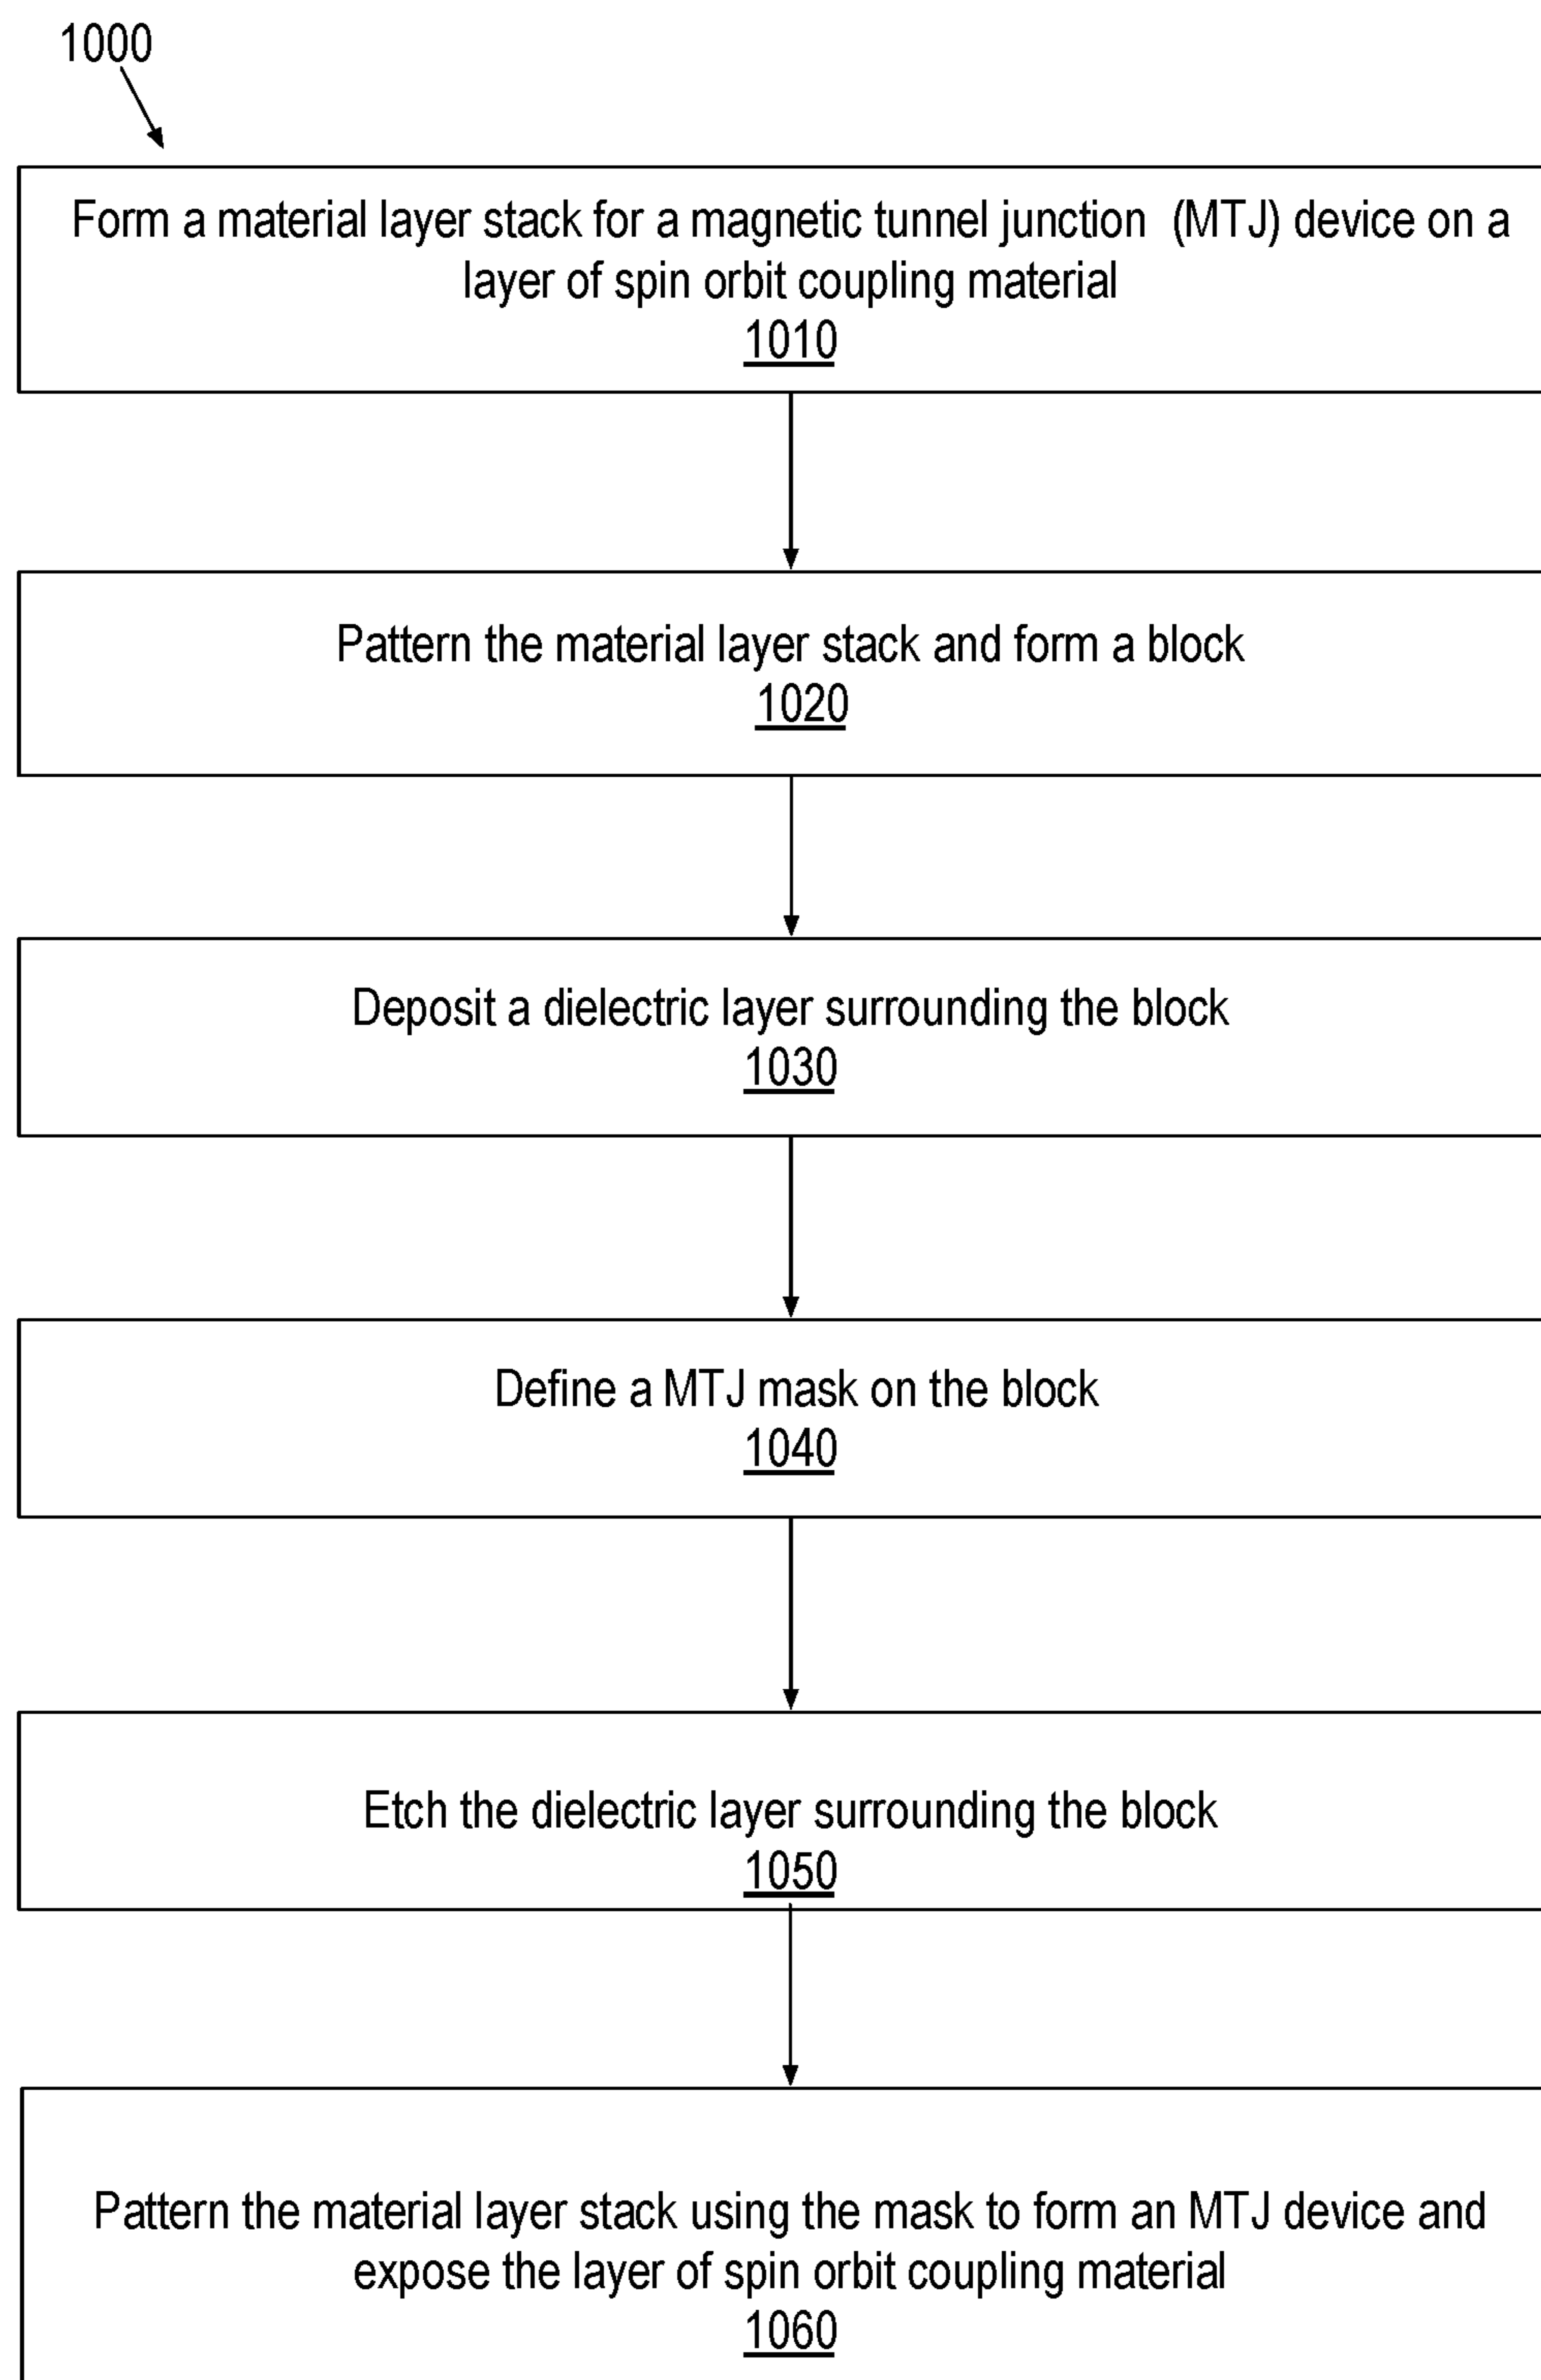 1000
Form a material layer stack for a magnetic tunnel junction (MTJ) device on a
layer of spin orbit coupling material
1010
Pattern the material layer stack and form a block
1020
Deposit a dielectric layer surrounding the block
1030
Define a MTJ mask on the block
1040
Etch the dielectric layer surrounding the block
1050
Pattern the material layer stack using the mask to form an MTJ device and
expose the layer of spin orbit coupling material
1060